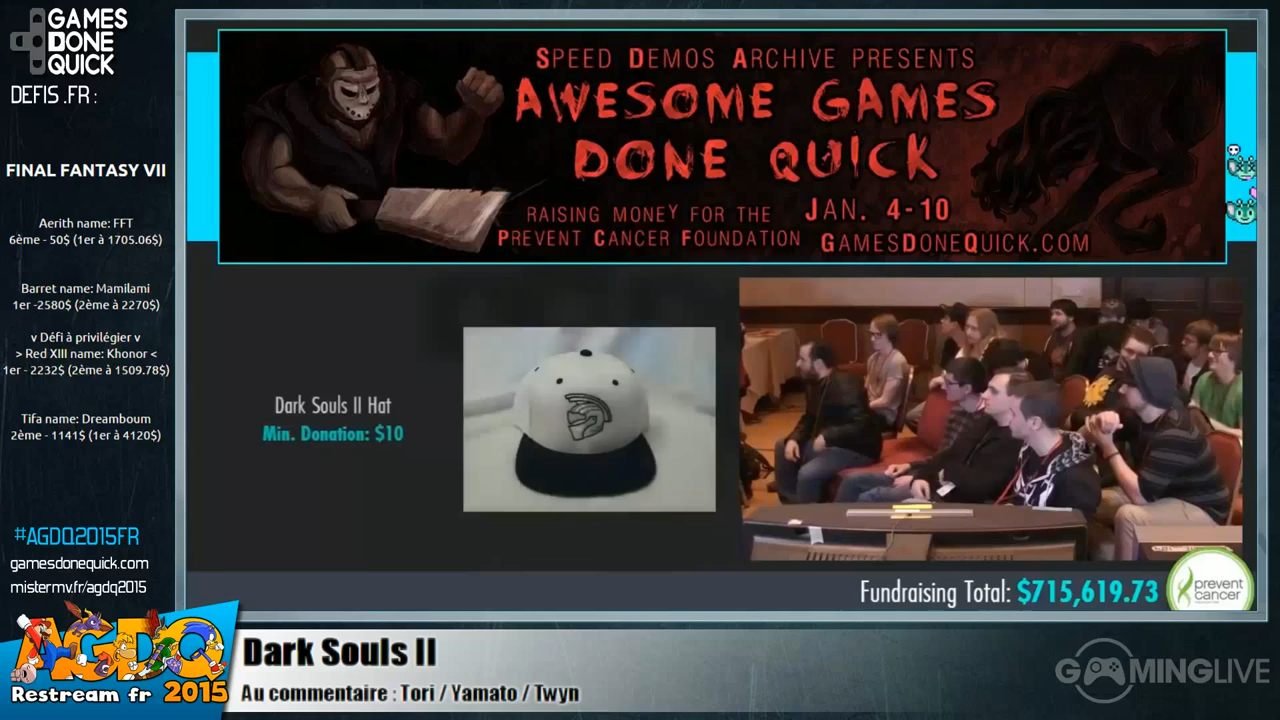 GAMES
DONE
QUICK
DEFIS .FR :
FINAL FANTASY VII
Aerith name: FFT
6ème - 50$ (1er à 1705.06$)
Barret name: Mamilami
1er -2580$ (2ème à 2270$)
v Défi à privilégier v
> Red XIII name: Khonor <
1er - 2232$ (2ème à 1509.78$)
Tifa name: Dreamboum
2ème - 1141$ (1er à 4120$)
#AGDQ2015FR
gamesdonequick.com
mistermv.fr/agdq2015
AGDQ
Restream fr 2015
SPEED DEMOS ARCHIVE PRESENTS
AWESOME GAMES
DONE QUICK
RAISING MONEY FOR THE
PREVENT CANCER FOUNDATION
JAN. 4-10
GAMESDONEQUICK.COM
Dark Souls II Hat
Min. Donation: $10
Fundraising Total: $715,619.73
prevent
cancer
Dark Souls II
Au commentaire : Tori / Yamato / Twyn
GAMINGLIVE